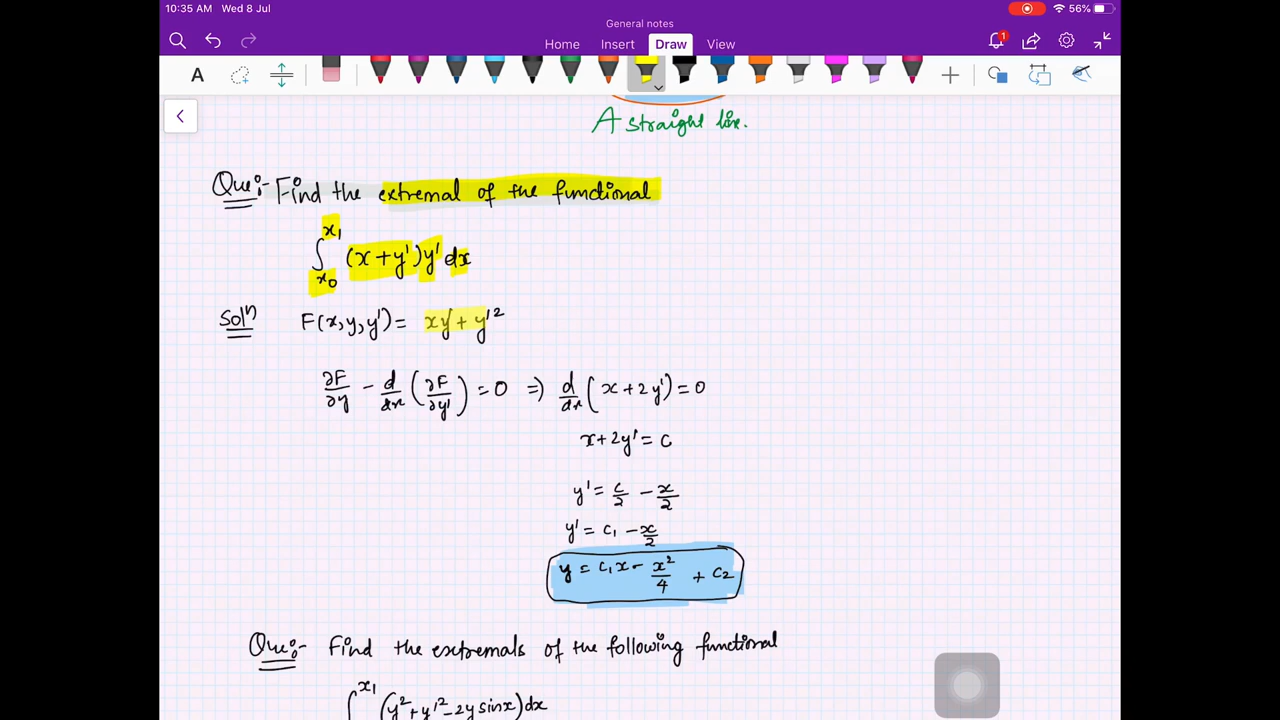 10:35 AM Wed 8 Jul
56%
General notes
Home Insert Draw View
1
A
A straight line.
Que:- Find the extremal of the functional
∫_{x₀}^{x₁} (x+y')y' dx
Solⁿ F(x,y,y') = xy' + y'²
∂F/∂y - d/dx (∂F/∂y') = 0 ⇒ d/dx (x+2y') = 0
x+2y' = c
y' = c/2 - x/2
y' = c₁ - x/2
y = c₁x - x²/4 + c₂
Que:- Find the extremals of the following functional
∫^{x₁} (y²+y'²-2y sinx)dx